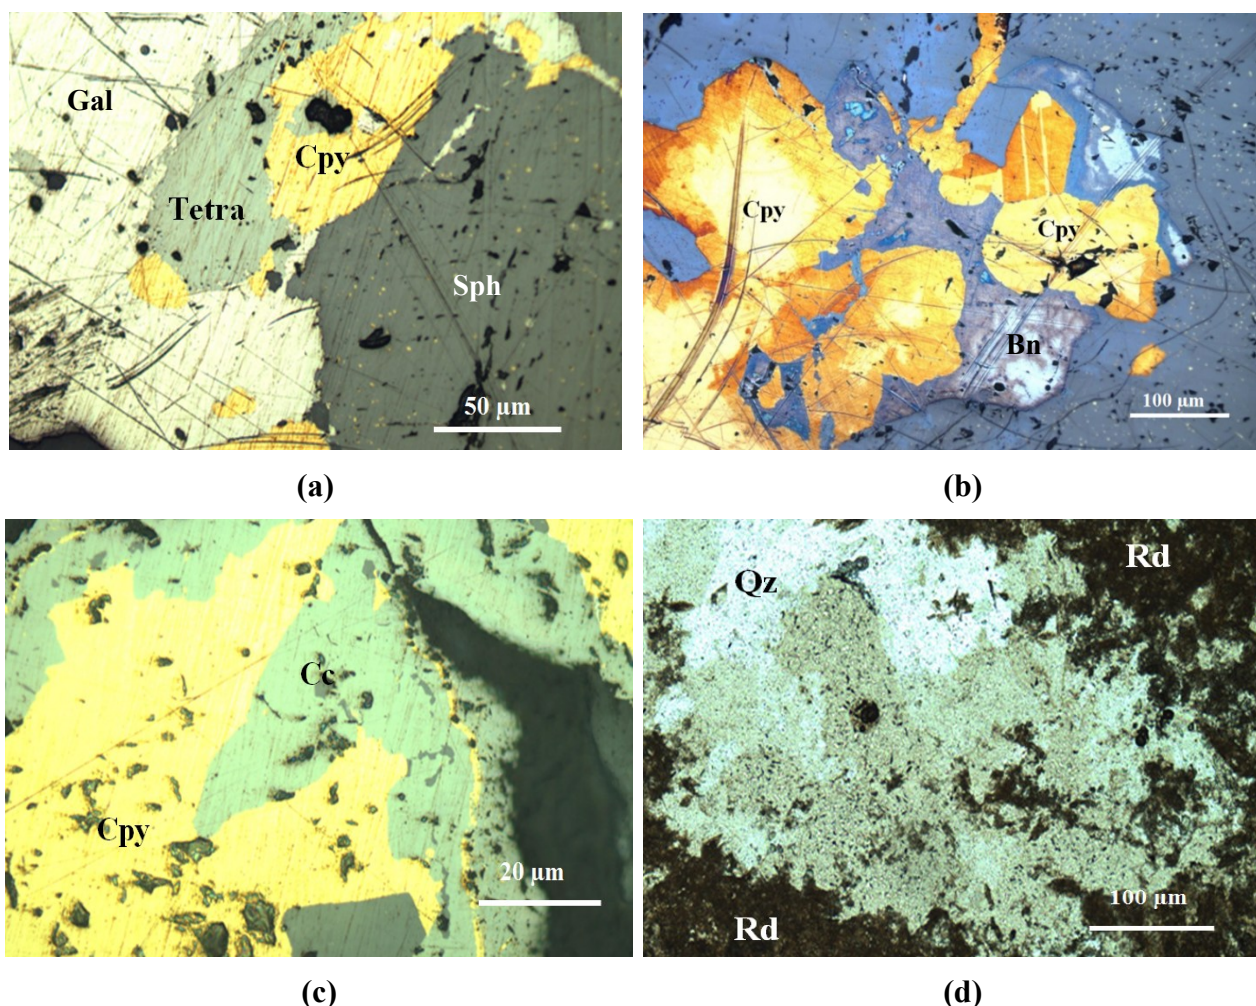 Gal
Cpy
Tetra
Sph
50 µm
(a)
Cpy
Cpy
Bn
100 µm
(b)
Cc
Cpy
20 µm
(c)
Rd
Qz
100 µm
Rd
(d)